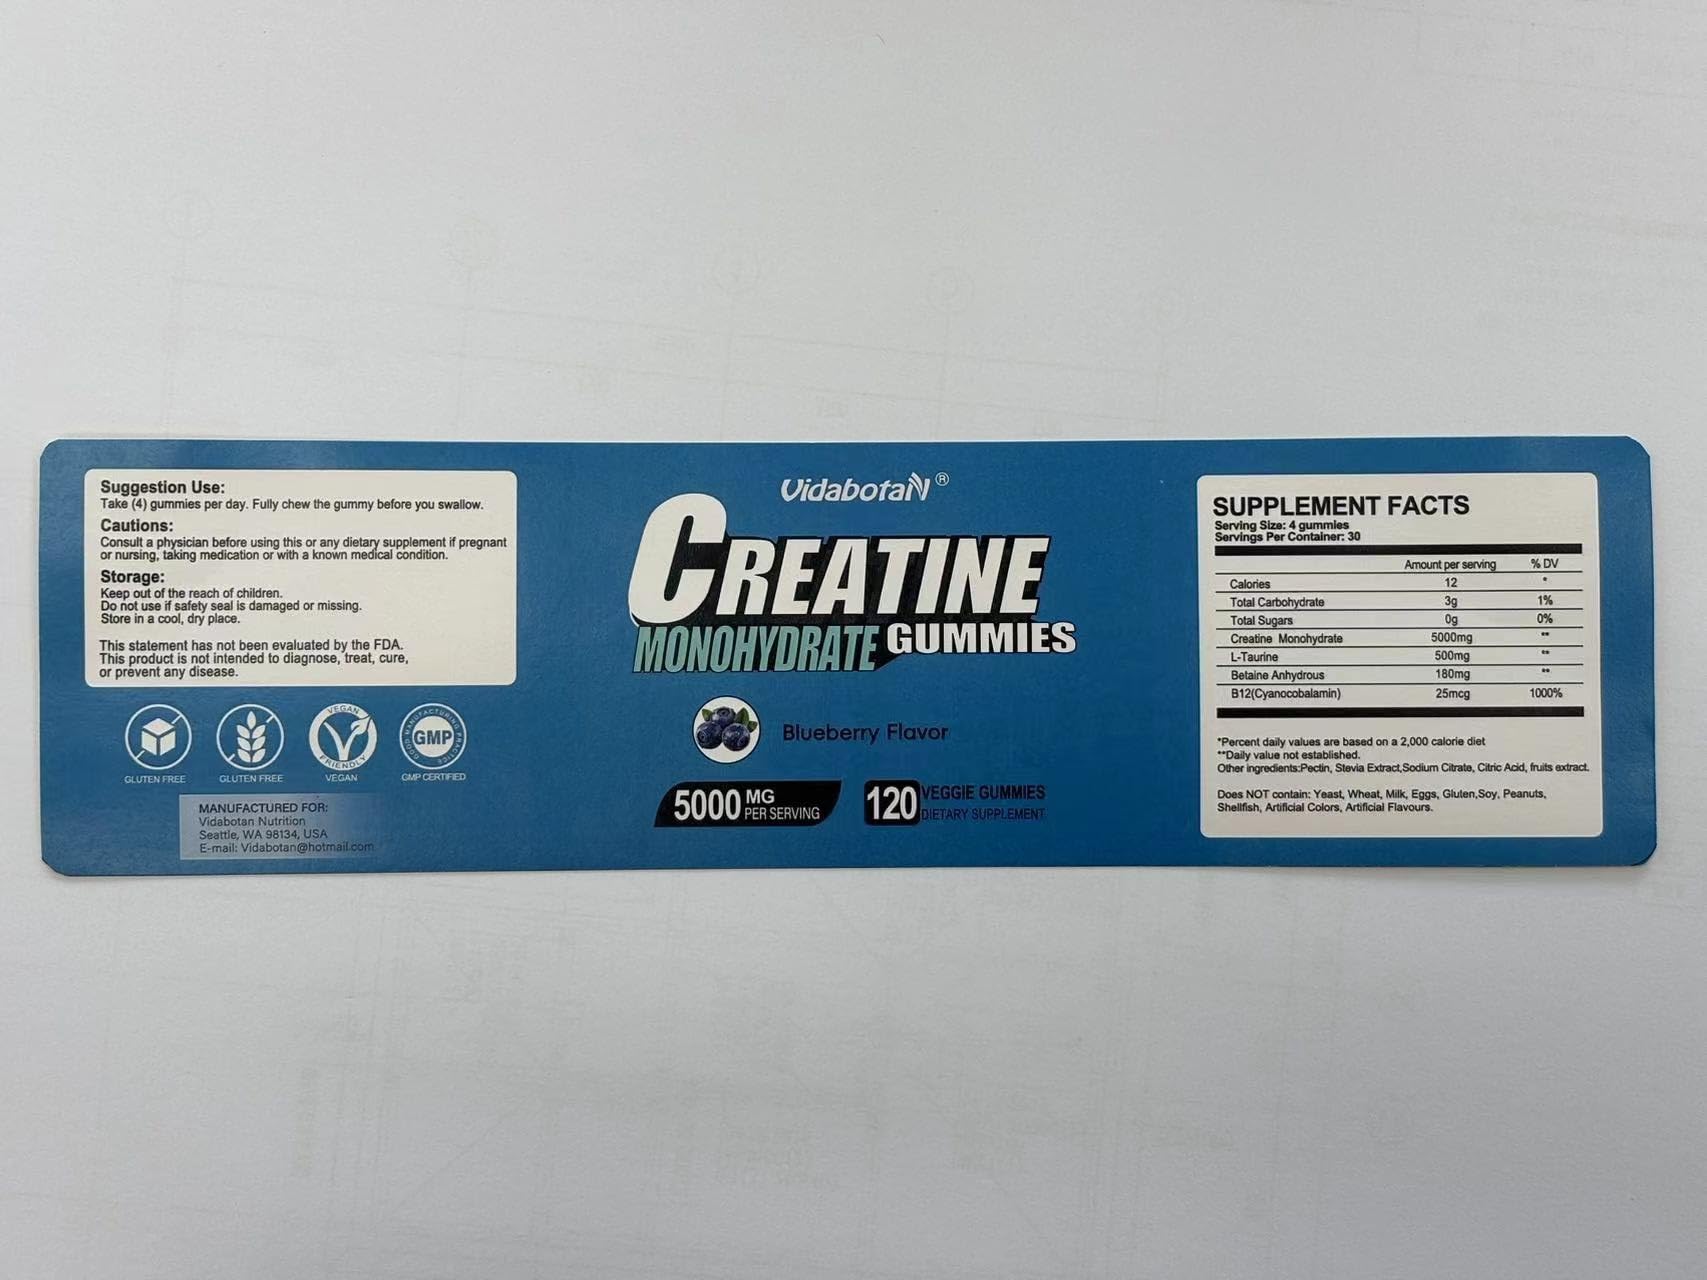 Suggestion Use:
Take (4) gummies per day. Fully chew the gummy before you swallow.
Cautions:
Consult a physician before using this or any dietary supplement if pregnant
or nursing, taking medication or with a known medical condition.
Storage:
Keep out of the reach of children.
Do not use if safety seal is damaged or missing.
Store in a cool, dry place.
This statement has not been evaluated by the FDA.
This product is not intended to diagnose, treat, cure,
or prevent any disease.
GLUTEN FREE
GLUTEN FREE
VEGAN
FRIENDLY
VEGAN
GOOD MANUFACTURING PRACTICE
GMP
GMP CERTIFIED
MANUFACTURED FOR:
Vidabotan Nutrition
Seattle, WA 98134, USA
E-mail: Vidabotan@hotmail.com
Vidabotan®
CREATINE
MONOHYDRATE GUMMIES
Blueberry Flavor
5000 MG
PER SERVING
120 VEGGIE GUMMIES
DIETARY SUPPLEMENT
SUPPLEMENT FACTS
Serving Size: 4 gummies
Servings Per Container: 30
Amount per serving % DV
Calories 12 *
Total Carbohydrate 3g 1%
Total Sugars 0g 0%
Creatine Monohydrate 5000mg **
L-Taurine 500mg **
Betaine Anhydrous 180mg **
B12(Cyanocobalamin) 25mcg 1000%
*Percent daily values are based on a 2,000 calorie diet
**Daily value not established.
Other ingredients:Pectin, Stevia Extract,Sodium Citrate, Citric Acid, fruits extract.
Does NOT contain: Yeast, Wheat, Milk, Eggs, Gluten,Soy, Peanuts,
Shellfish, Artificial Colors, Artificial Flavours.